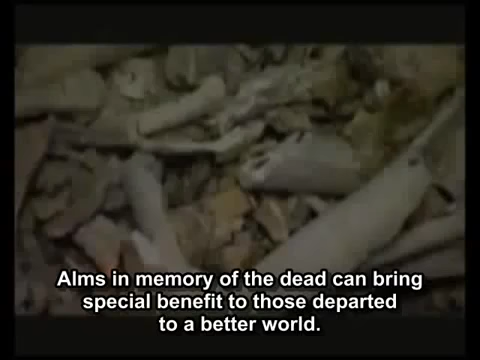 Alms in memory of the dead can bring
special benefit to those departed
to a better world.